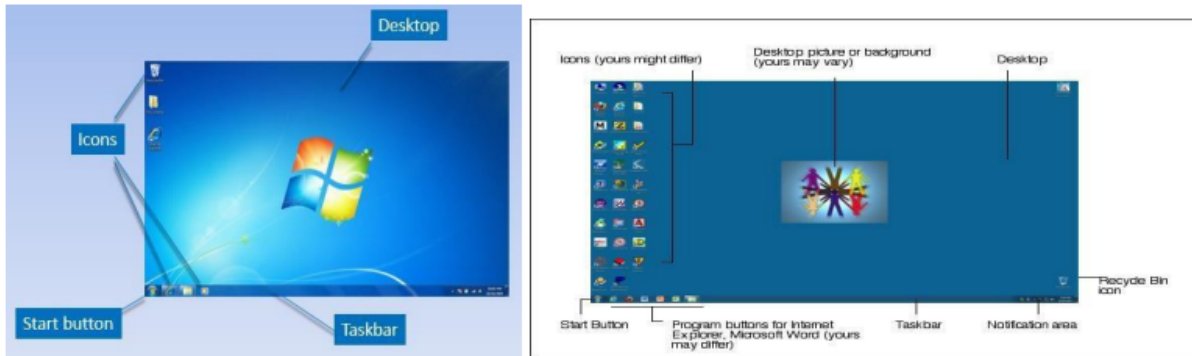 Desktop
Icons
Start button
Taskbar
Icons (yours might differ)
Desktop picture or background
(yours may vary)
Desktop
Recycle Bin
icon
Start Button
Program buttons for Internet
Explorer, Microsoft Word (yours
may differ)
Taskbar
Notification area